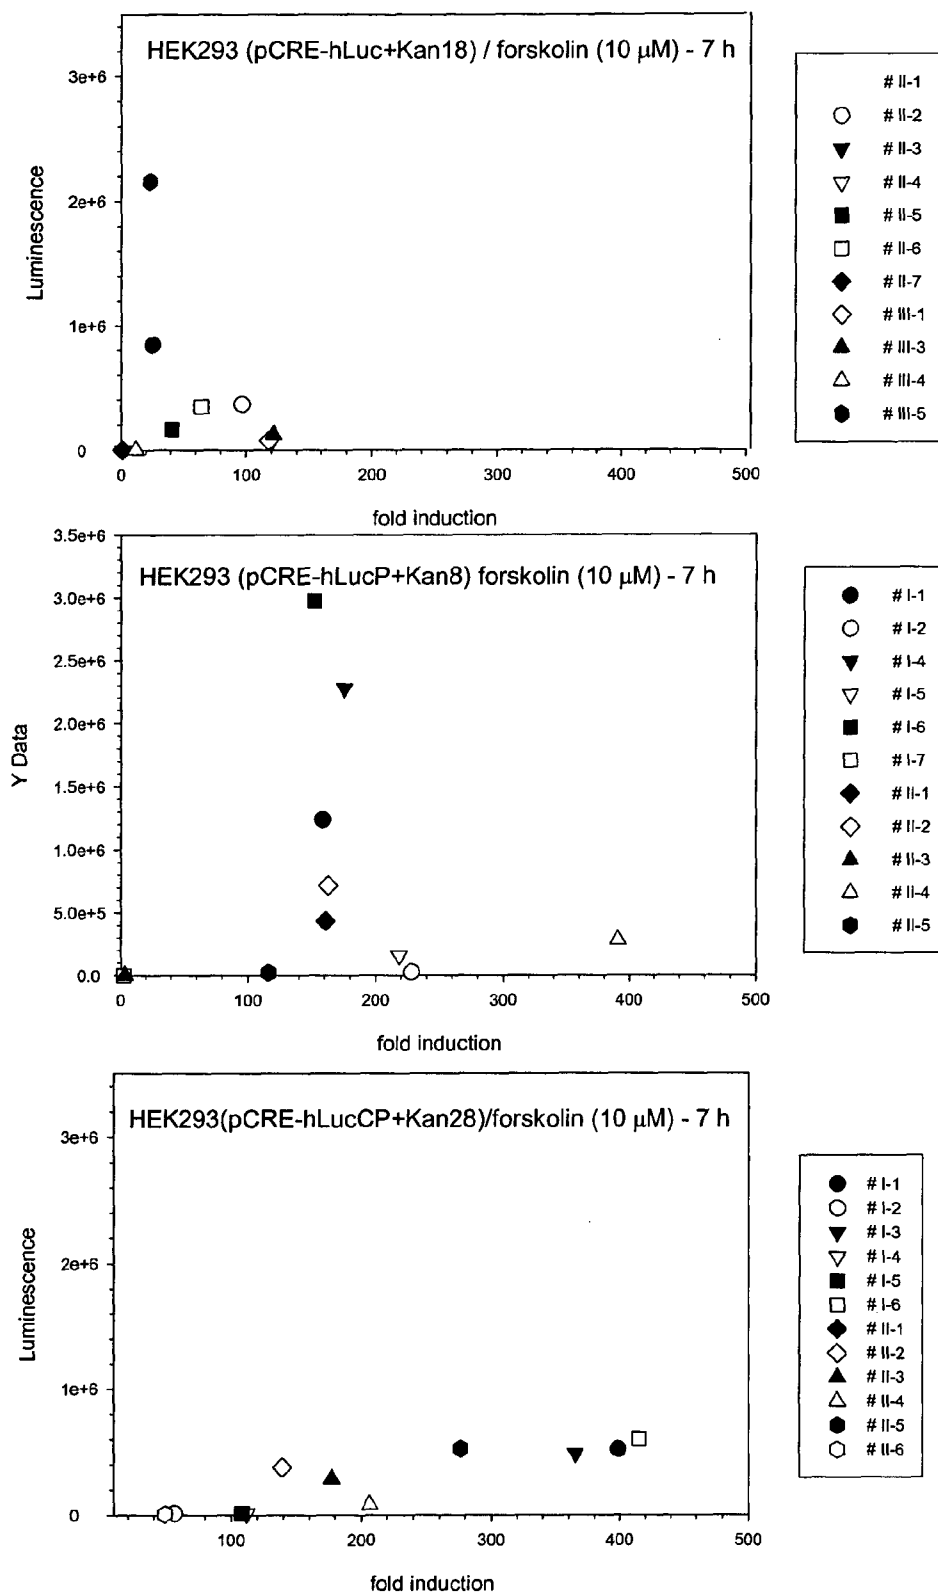 HEK293 (pCRE-hLuc+Kan18) / forskolin (10 µM) - 7 h
3e+6
2e+6
1e+6
0
Luminescence
0 100 200 300 400 500
fold induction
# II-1
# II-2
# II-3
# II-4
# II-5
# II-6
# II-7
# III-1
# III-3
# III-4
# III-5
HEK293 (pCRE-hLucP+Kan8) forskolin (10 µM) - 7 h
3.5e+6
3.0e+6
2.5e+6
2.0e+6
1.5e+6
1.0e+6
5.0e+5
0.0
Y Data
0 100 200 300 400 500
fold induction
# I-1
# I-2
# I-4
# I-5
# I-6
# I-7
# II-1
# II-2
# II-3
# II-4
# II-5
HEK293(pCRE-hLucCP+Kan28)/forskolin (10 µM) - 7 h
3e+6
2e+6
1e+6
0
Luminescence
100 200 300 400 500
fold induction
# I-1
# I-2
# I-3
# I-4
# I-5
# I-6
# II-1
# II-2
# II-3
# II-4
# II-5
# II-6